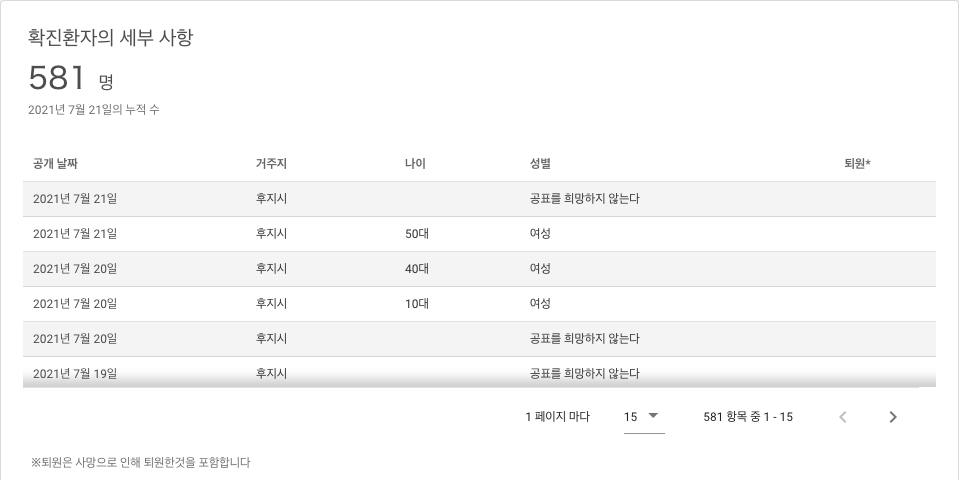 확진환자의 세부 사항
581 명
2021년 7월 21일의 누적 수
공개 날짜 거주지 나이 성별 퇴원*
2021년 7월 21일 후지시 공표를 희망하지 않는다
2021년 7월 21일 후지시 50대 여성
2021년 7월 20일 후지시 40대 여성
2021년 7월 20일 후지시 10대 여성
2021년 7월 20일 후지시 공표를 희망하지 않는다
2021년 7월 19일 후지시 공표를 희망하지 않는다
1 페이지 마다 15 581 항목 중 1 - 15
※퇴원은 사망으로 인해 퇴원한것을 포함합니다